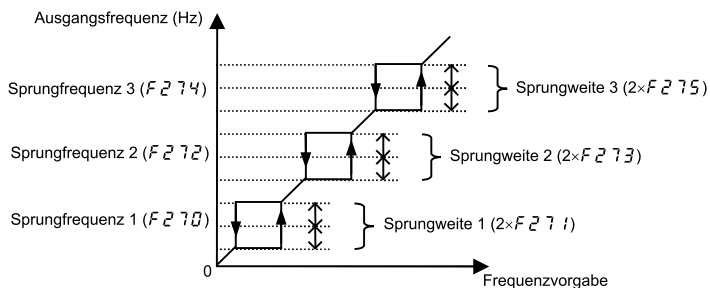 Ausgangsfrequenz (Hz)
Sprungfrequenz 3 (F274)
Sprungweite 3 (2×F275)
Sprungfrequenz 2 (F272)
Sprungweite 2 (2×F273)
Sprungfrequenz 1 (F270)
Sprungweite 1 (2×F271)
0
Frequenzvorgabe